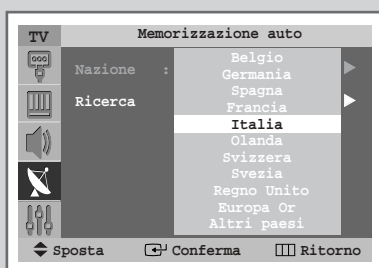 TV Memorizzazione auto
Nazione :
Ricerca
Belgio
Germania
Spagna
Francia
Italia
Olanda
Svizzera
Svezia
Regno Unito
Europa Or
Altri paesi
Sposta Conferma Ritorno